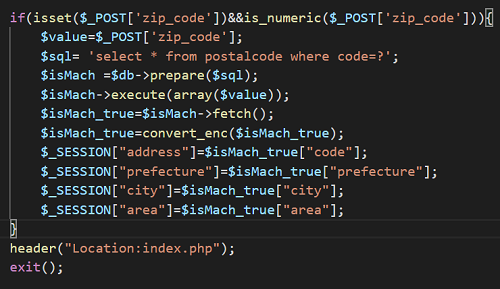 if(isset($_POST['zip_code'])&&is_numeric($_POST['zip_code'])){
$value=$_POST['zip_code'];
$sql= 'select * from postalcode where code=?';
$isMach =$db->prepare($sql);
$isMach->execute(array($value));
$isMach_true=$isMach->fetch();
$isMach_true=convert_enc($isMach_true);
$_SESSION["address"]=$isMach_true["code"];
$_SESSION["prefecture"]=$isMach_true["prefecture"];
$_SESSION["city"]=$isMach_true["city"];
$_SESSION["area"]=$isMach_true["area"];
}
header("Location:index.php");
exit();